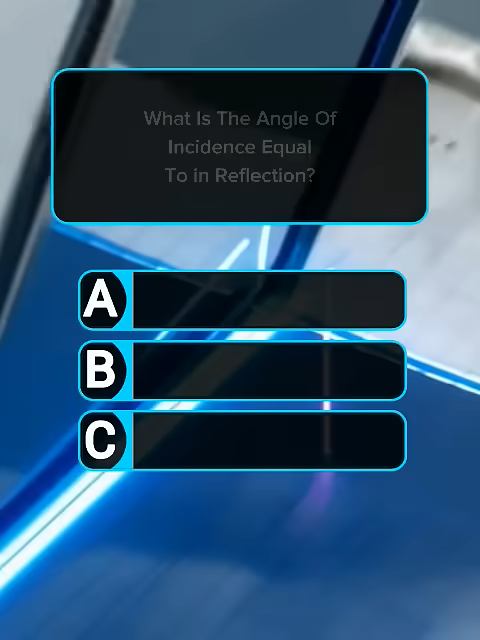 What Is The Angle Of
Incidence Equal
To in Reflection?
A
B
C